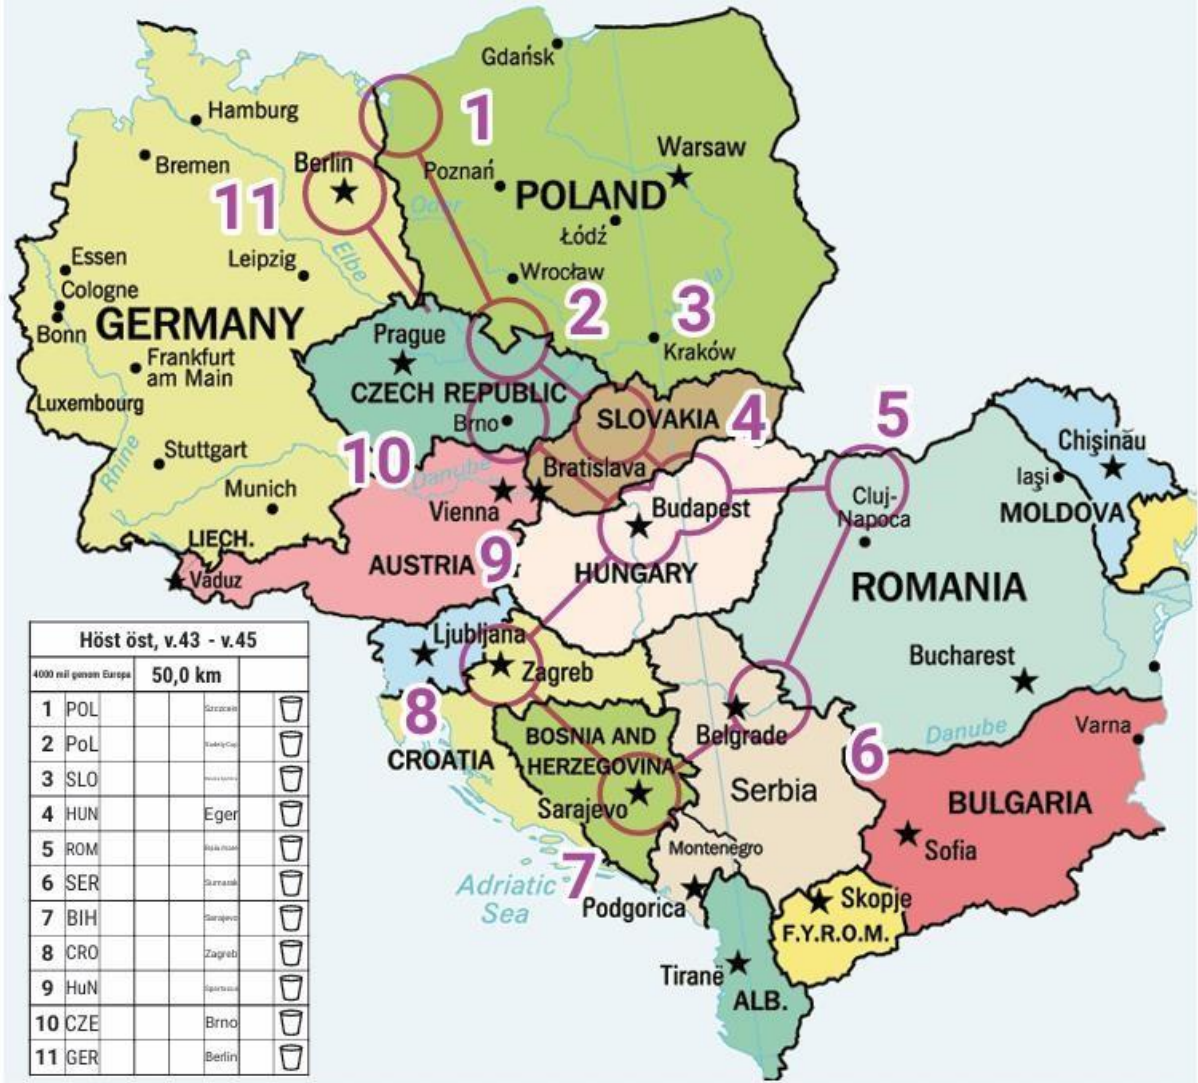 Gdańsk
1
Hamburg
Warsaw
Bremen
Berlin
Poznań
POLAND
11
Oder
Łódź
Essen
Leipzig
Elbe
Wrocław
Cologne
2
3
Bonn
GERMANY
Prague
Kraków
Frankfurt
am Main
CZECH REPUBLIC
Luxembourg
Brno
SLOVAKIA
4
5
Chişinău
Stuttgart
10
Rhine
Danube
Bratislava
Iaşi
Munich
Vienna
Budapest
Cluj-
Napoca
MOLDOVA
LIECH.
AUSTRIA
9
HUNGARY
Vaduz
ROMANIA
Ljubljana
Zagreb
Bucharest
8
Belgrade
6
Danube
Varna
BOSNIA AND
HERZEGOVINA
CROATIA
Serbia
BULGARIA
Sarajevo
Sofia
Montenegro
7
Adriatic
Sea
Podgorica
Skopje
F.Y.R.O.M.
Tiranë
ALB.
Höst öst, v.43 - v.45
4000 mil genom Europa 50,0 km
1 POL
2 PoL
3 SLO
4 HUN Eger
5 ROM
6 SER
7 BIH Sarajevo
8 CRO Zagreb
9 HuN
10 CZE Brno
11 GER Berlin